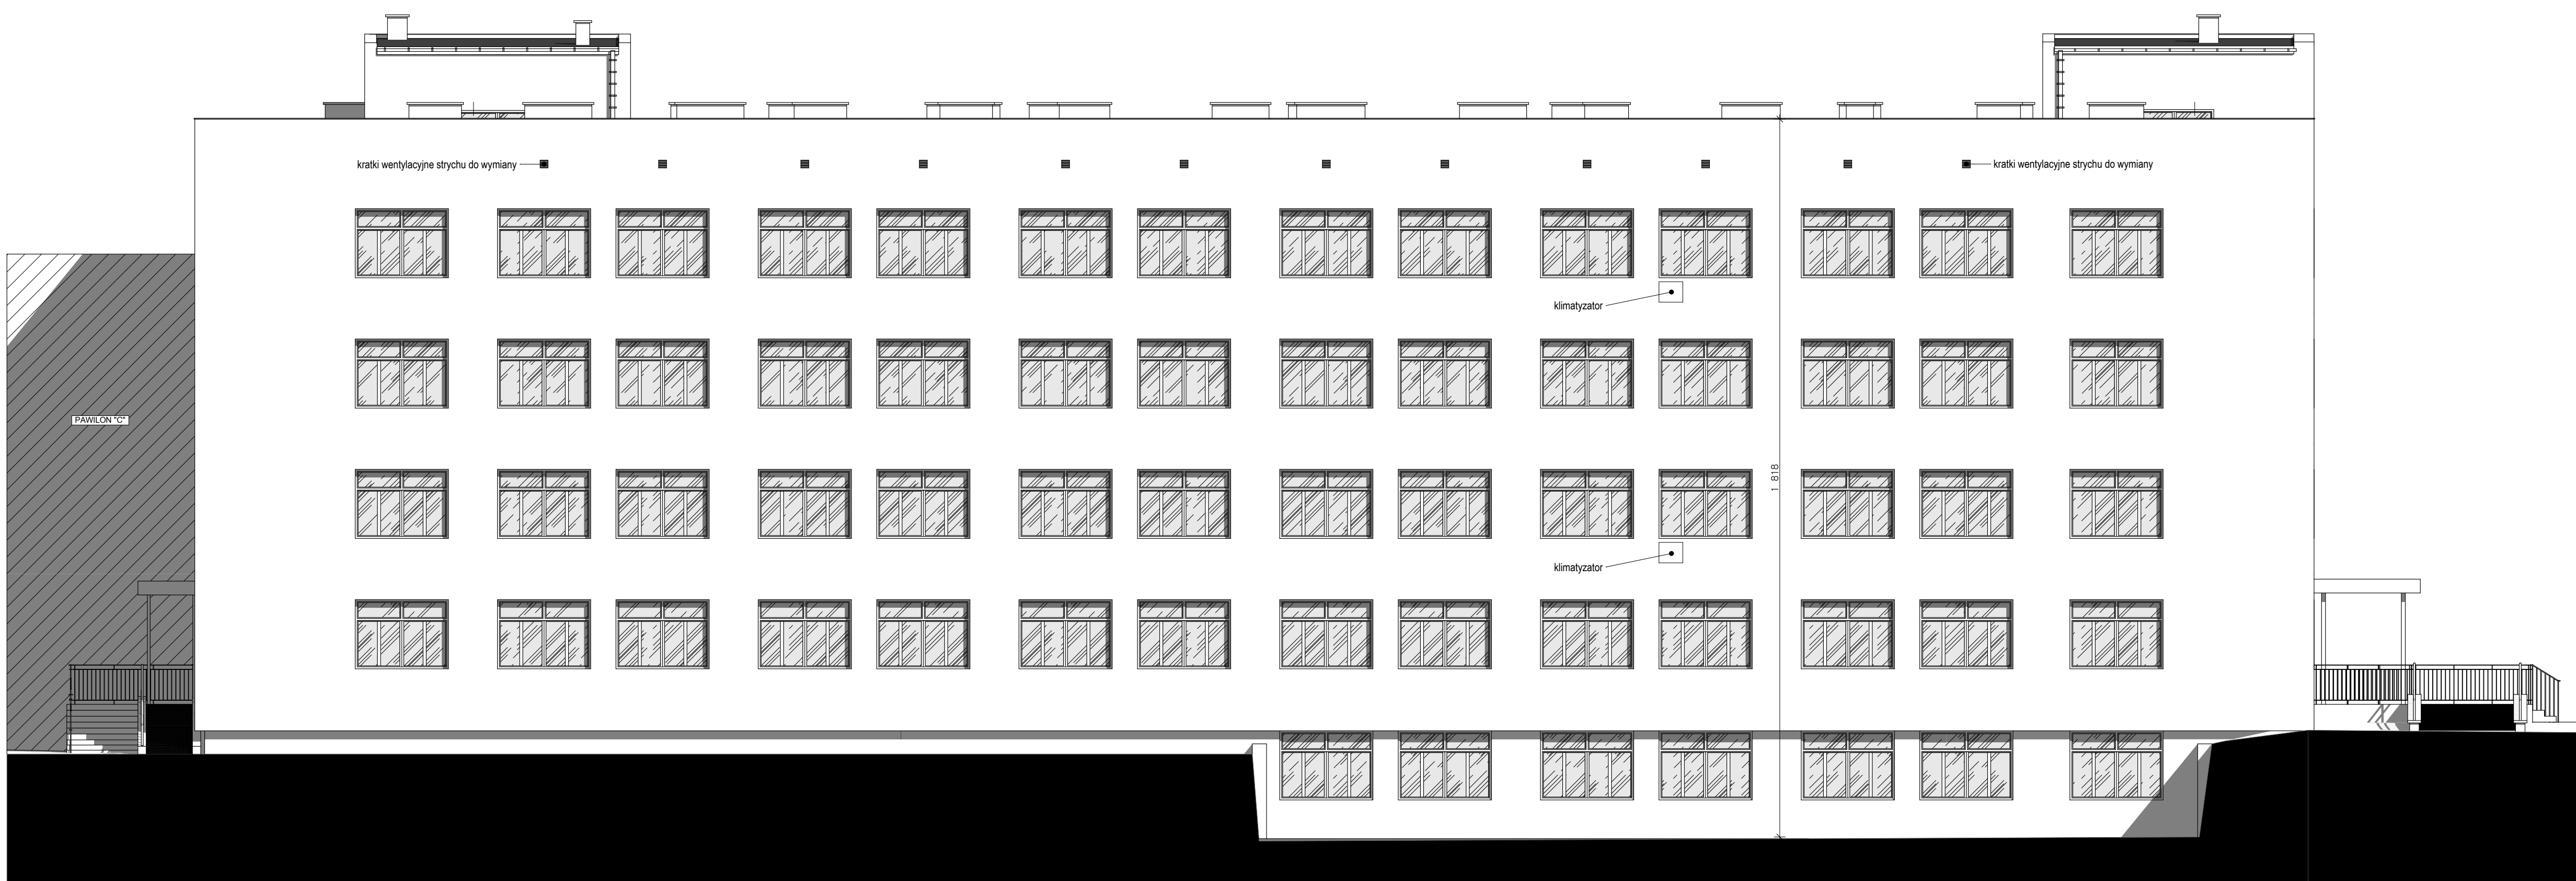 kratki wentylacyjne strychu do wymiany
kratki wentylacyjne strychu do wymiany
klimatyzator
PAWILON "C"
1 818
klimatyzator